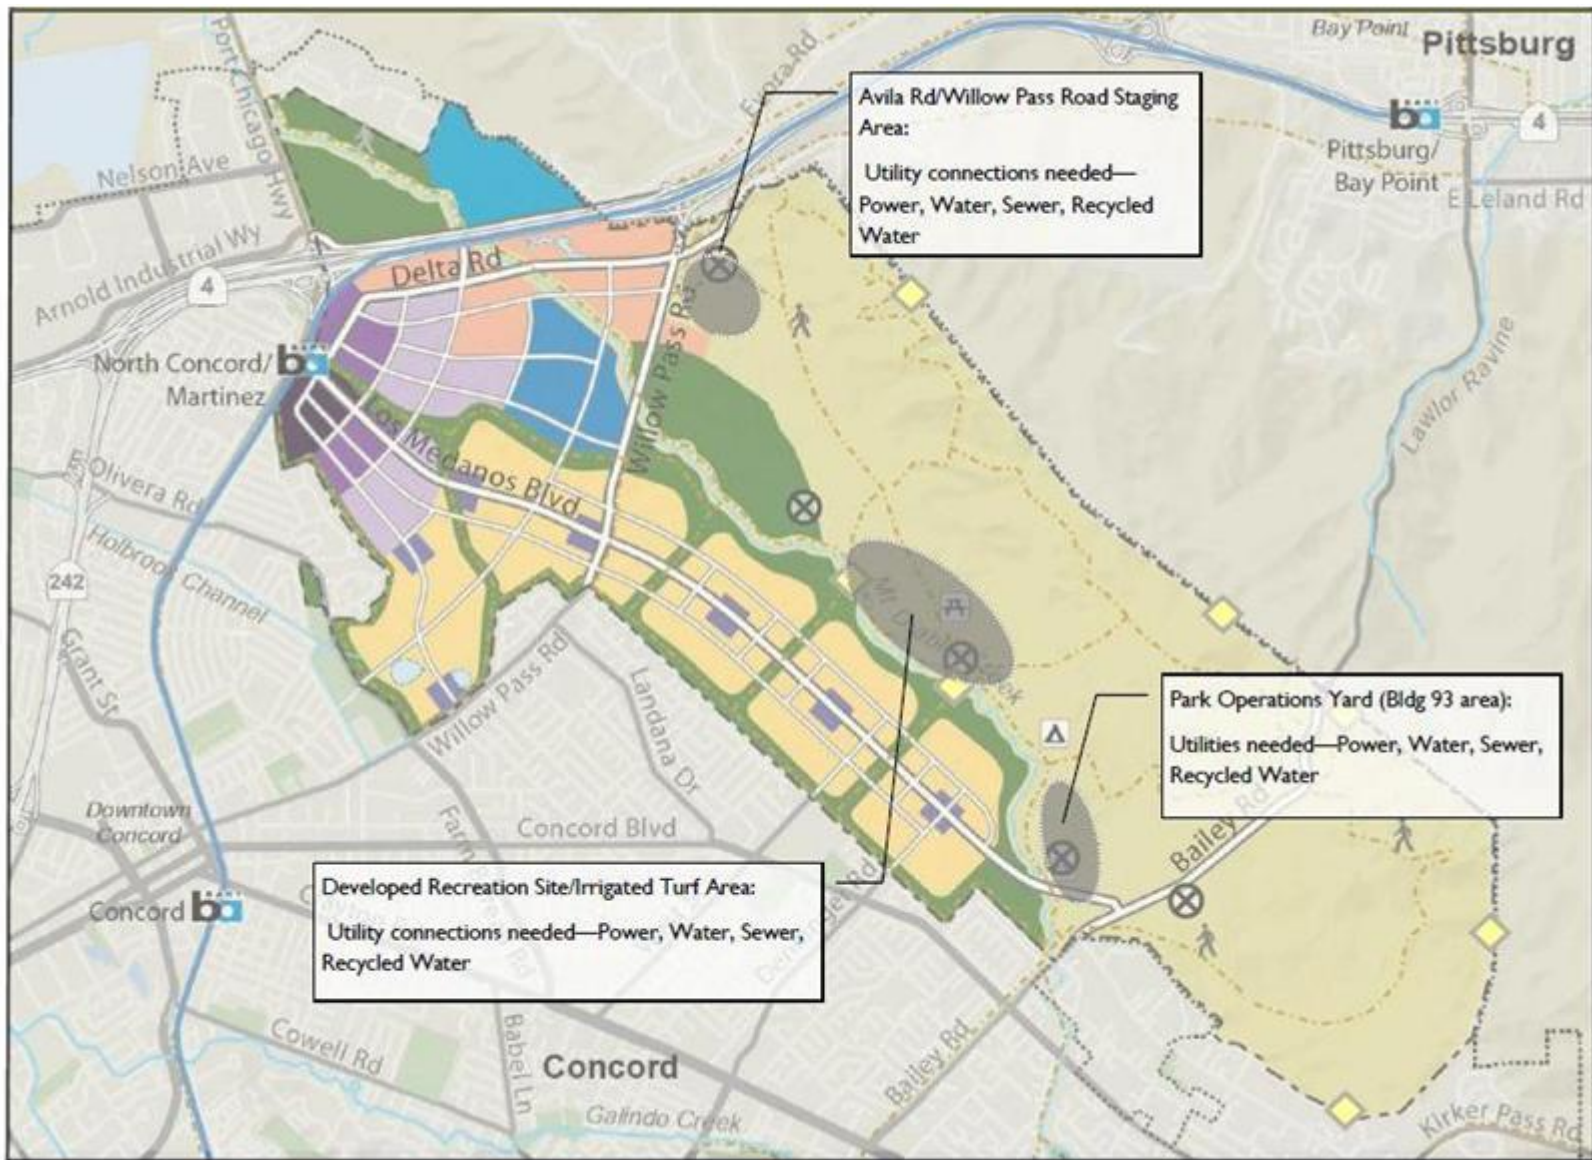 Bay Point
Pittsburg
Port Chicago Hwy
Evora Rd
Avila Rd/Willow Pass Road Staging
Area:
Utility connections needed—
Power, Water, Sewer, Recycled
Water
ba
4
Pittsburg/
Bay Point
E Leland Rd
Nelson Ave
Arnold Industrial Wy
4
Delta Rd
Willow Pass Rd
North Concord/
Martinez
ba
Los Medanos Blvd
Lawlor Ravine
E Olivera Rd
Holbrook Channel
242
Grant St
Willow Pass Rd
Landana Dr
Park Operations Yard (Bldg 93 area):
Utilities needed—Power, Water, Sewer,
Recycled Water
Bailey Rd
Downtown
Concord
Concord Blvd
Developed Recreation Site/Irrigated Turf Area:
Utility connections needed—Power, Water, Sewer,
Recycled Water
Concord
ba
Cowell Rd
Babel Ln
Concord
Bailey Rd
Galindo Creek
Kirker Pass Rd